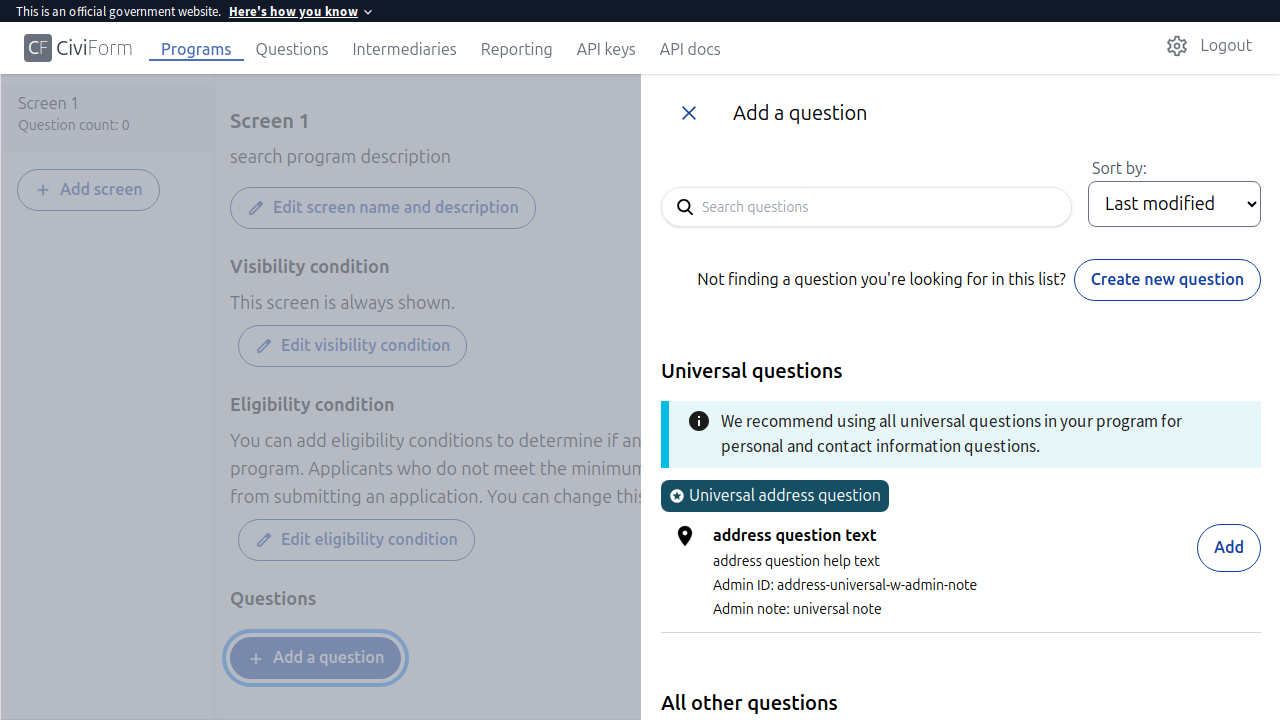 This is an official government website. Here's how you know
CF CiviForm Programs Questions Intermediaries Reporting API keys API docs Logout
Screen 1
Question count: 0
Add screen
Screen 1
search program description
Edit screen name and description
Visibility condition
This screen is always shown.
Edit visibility condition
Eligibility condition
You can add eligibility conditions to determine if an
program. Applicants who do not meet the minimum
from submitting an application. You can change this
Edit eligibility condition
Questions
Add a question
Add a question
Sort by:
Search questions
Last modified
Not finding a question you're looking for in this list? Create new question
Universal questions
We recommend using all universal questions in your program for
personal and contact information questions.
Universal address question
address question text
address question help text
Admin ID: address-universal-w-admin-note
Admin note: universal note
Add
All other questions